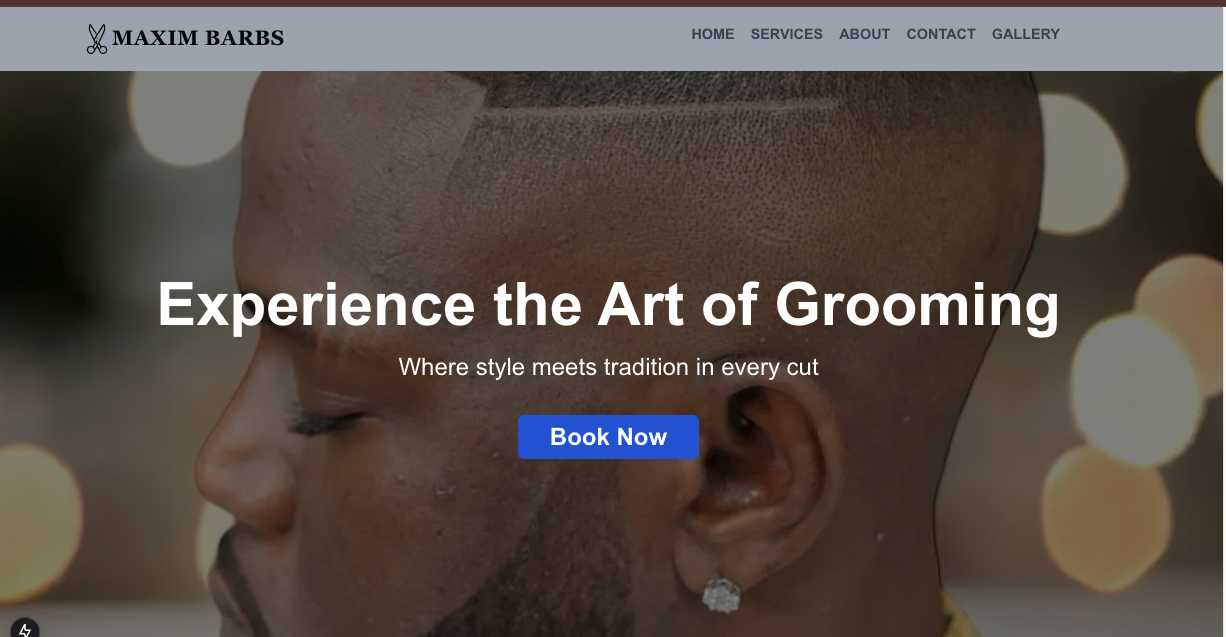 MAXIM BARBS
HOME SERVICES ABOUT CONTACT GALLERY
Experience the Art of Grooming
Where style meets tradition in every cut
Book Now